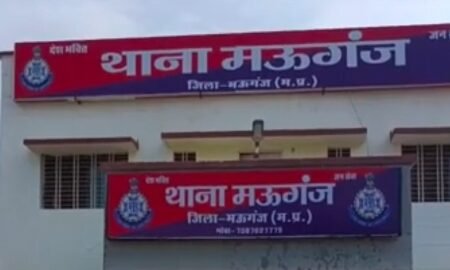 देश भक्ति
जन
थाना मऊगंज
जिला-मऊगंज (म.प्र.)
देश भक्ति
जन सेवा
थाना मऊगंज
जिला-मऊगंज (म.प्र.)